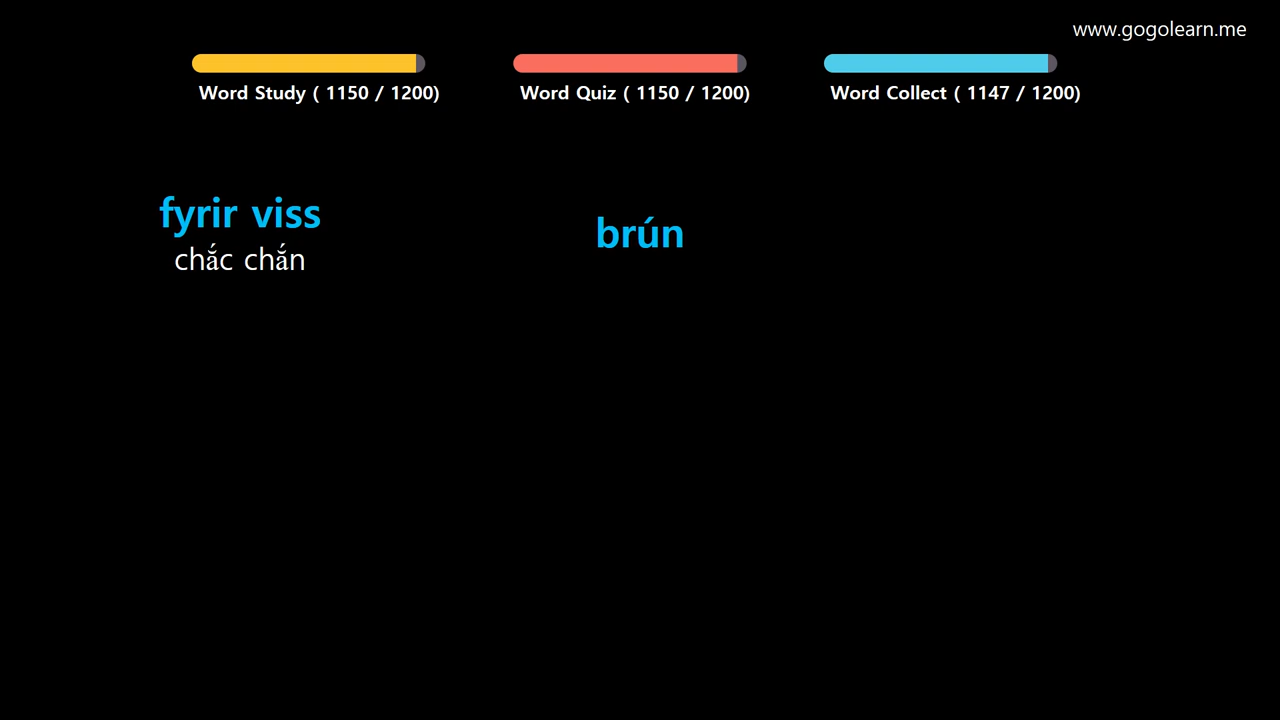 www.gogolearn.me
Word Study ( 1150 / 1200)
Word Quiz ( 1150 / 1200)
Word Collect ( 1147 / 1200)
fyrir viss
chắc chắn
brún